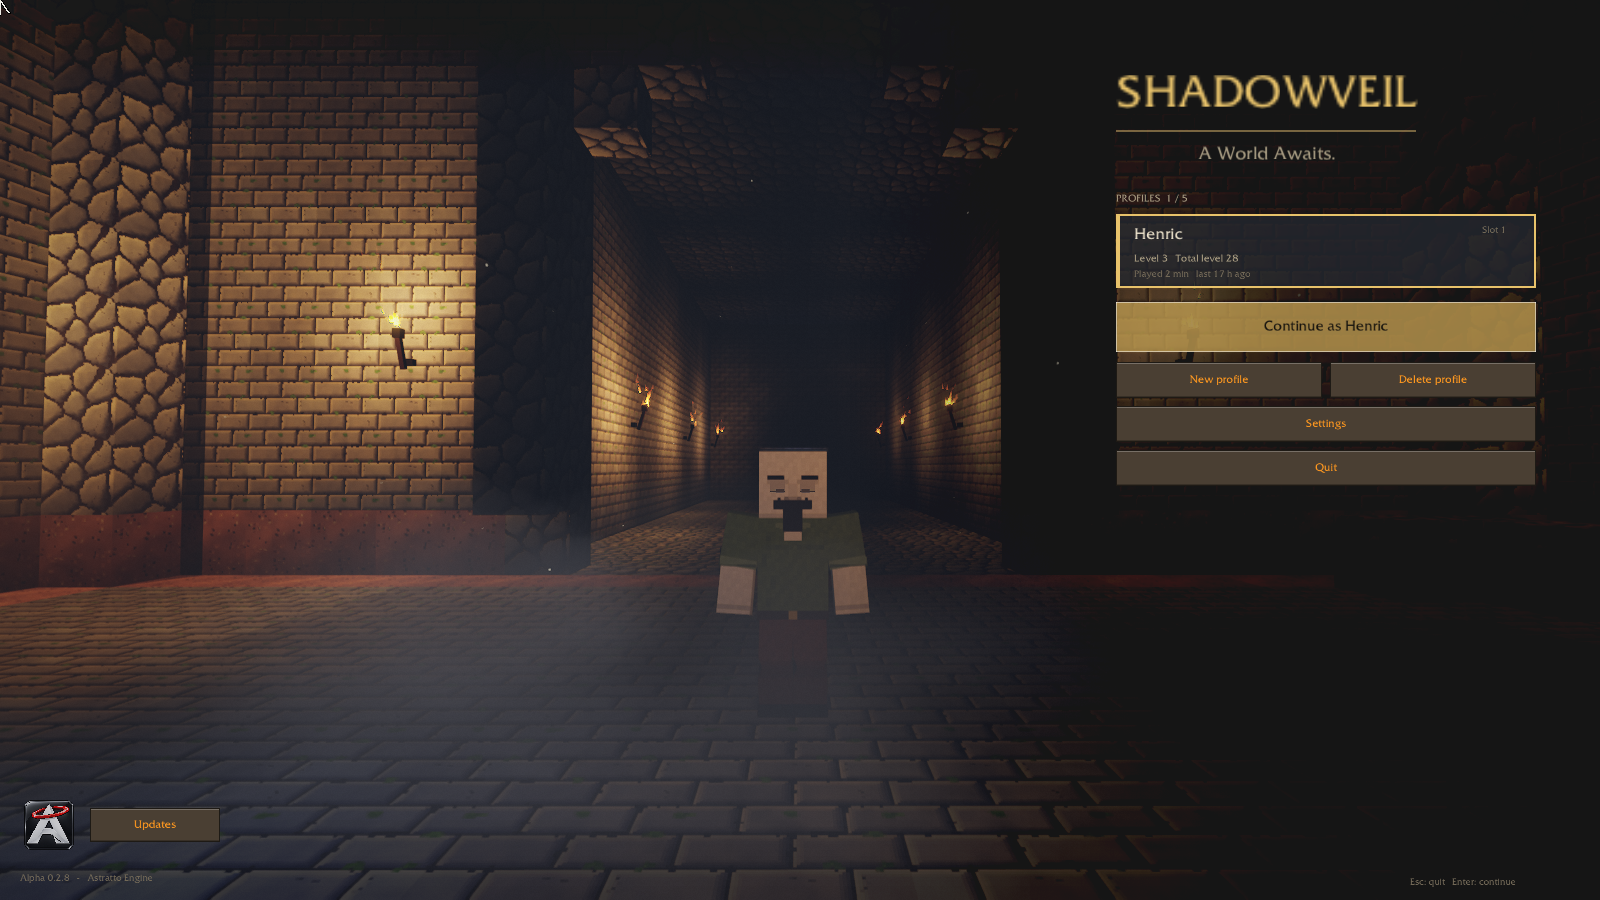 SHADOWVEIL
A World Awaits.
PROFILES 1 / 5
Henric
Slot 1
Level 3 Total level 28
Played 2 min last 17 h ago
Continue as Henric
New profile
Delete profile
Settings
Quit
Updates
Alpha 0.2.8 - Astratto Engine
Esc: quit Enter: continue